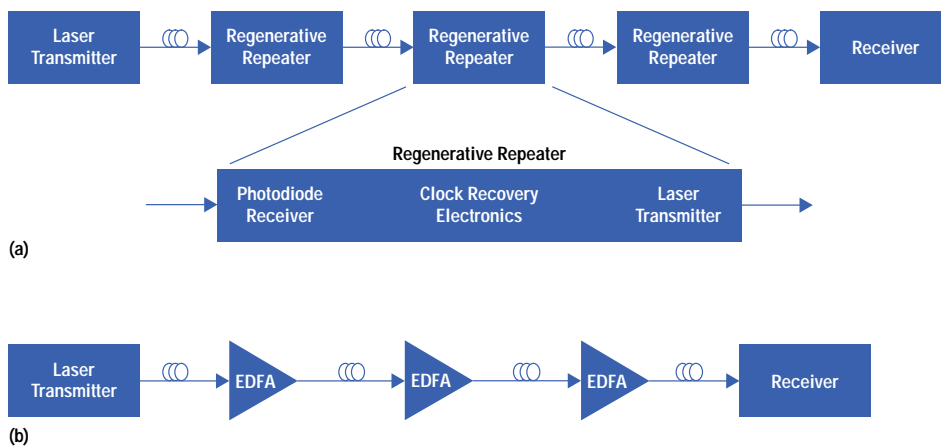 Laser
Transmitter
Regenerative
Repeater
Regenerative
Repeater
Regenerative
Repeater
Receiver
Regenerative Repeater
Photodiode
Receiver
Clock Recovery
Electronics
Laser
Transmitter
(a)
Laser
Transmitter
EDFA
EDFA
EDFA
Receiver
(b)